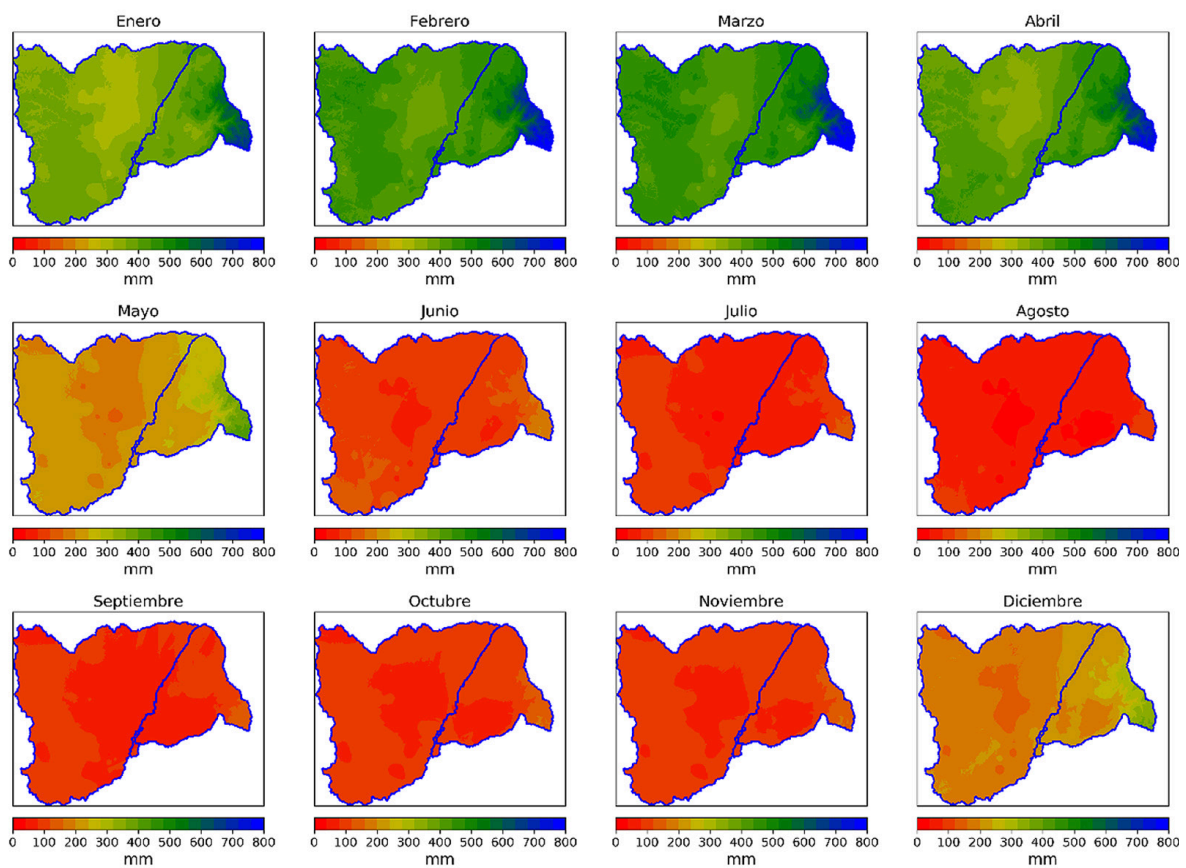 Enero Febrero Marzo Abril
0 100 200 300 400 500 600 700 800 0 100 200 300 400 500 600 700 800 0 100 200 300 400 500 600 700 800 0 100 200 300 400 500 600 700 800
mm mm mm mm
Mayo Junio Julio Agosto
0 100 200 300 400 500 600 700 800 0 100 200 300 400 500 600 700 800 0 100 200 300 400 500 600 700 800 0 100 200 300 400 500 600 700 800
mm mm mm mm
Septiembre Octubre Noviembre Diciembre
0 100 200 300 400 500 600 700 800 0 100 200 300 400 500 600 700 800 0 100 200 300 400 500 600 700 800 0 100 200 300 400 500 600 700 800
mm mm mm mm